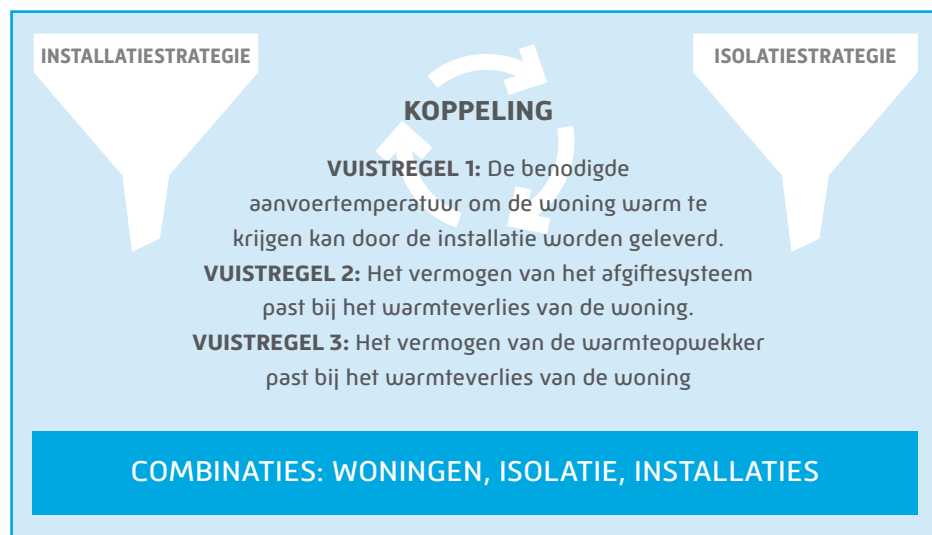 INSTALLATIESTRATEGIE
ISOLATIESTRATEGIE
KOPPELING
VUISTREGEL 1: De benodigde
aanvoertemperatuur om de woning warm te
krijgen kan door de installatie worden geleverd.
VUISTREGEL 2: Het vermogen van het afgiftesysteem
past bij het warmteverlies van de woning.
VUISTREGEL 3: Het vermogen van de warmteopwekker
past bij het warmteverlies van de woning
COMBINATIES: WONINGEN, ISOLATIE, INSTALLATIES